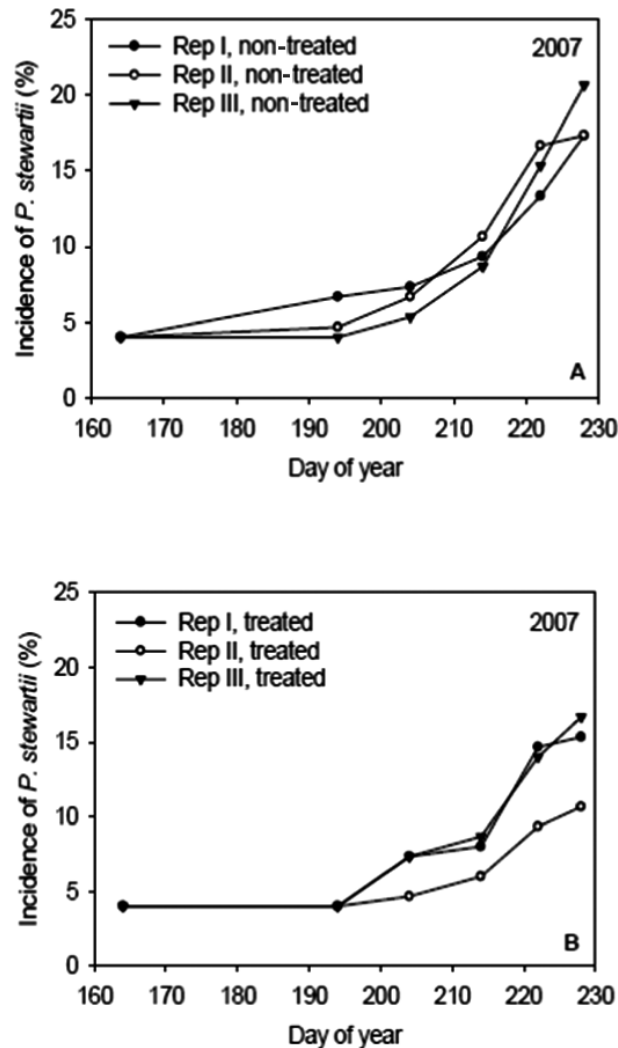 25
20
15
10
5
0
Incidence of P. stewartii (%)
Rep I, non-treated
Rep II, non-treated
Rep III, non-treated
2007
A
160 170 180 190 200 210 220 230
Day of year
25
20
15
10
5
0
Incidence of P. stewartii (%)
Rep I, treated
Rep II, treated
Rep III, treated
2007
B
160 170 180 190 200 210 220 230
Day of year